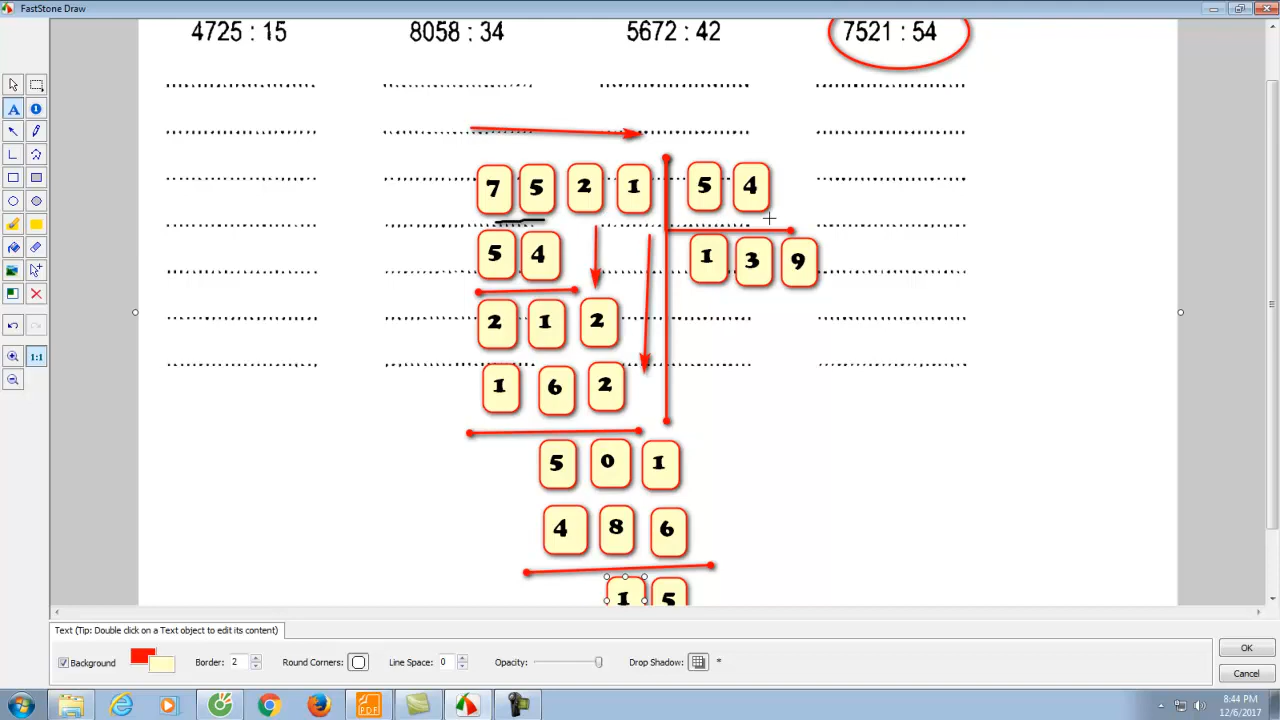 FastStone Draw
4725 : 15 8058 : 34 5672 : 42 7521 : 54
7 5 2 1 5 4
5 4 1 3 9
2 1 2
1 6 2
5 0 1
4 8 6
1 5
Text (Tip: Double click on a Text object to edit its content)
Background Border: 2 Round Corners: Line Space: 0 Opacity: Drop Shadow: *
OK
Cancel
A
1:1
PDF
8:44 PM
12/6/2017